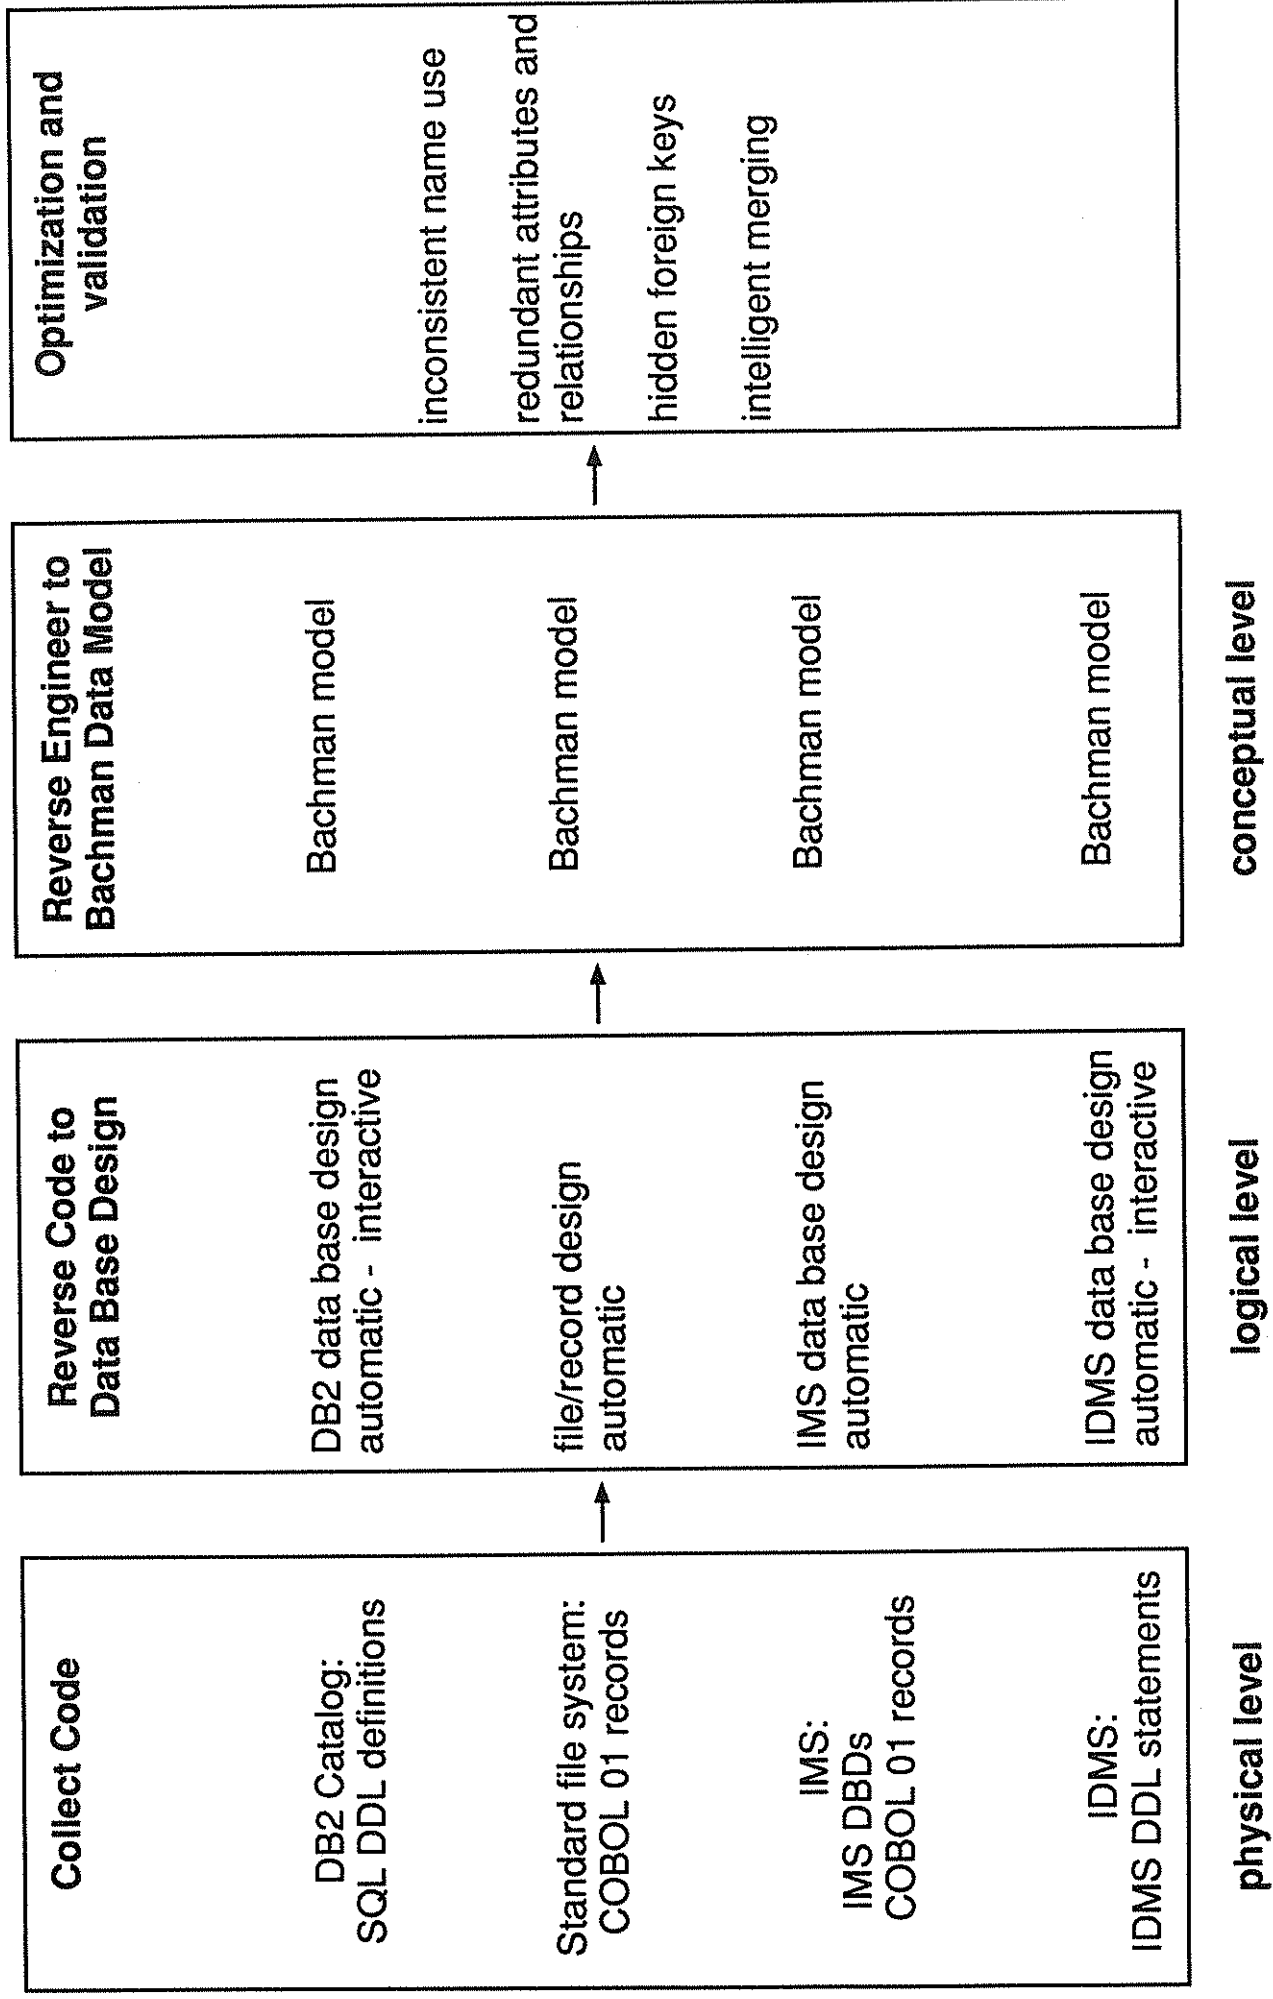 Collect Code
DB2 Catalog:
SQL DDL definitions
Standard file system:
COBOL 01 records
IMS:
IMS DBDs
COBOL 01 records
IDMS:
IDMS DDL statements
physical level
Reverse Code to
Data Base Design
DB2 data base design
automatic - interactive
file/record design
automatic
IMS data base design
automatic
IDMS data base design
automatic - interactive
logical level
Reverse Engineer to
Bachman Data Model
Bachman model
Bachman model
Bachman model
Bachman model
conceptual level
Optimization and
validation
inconsistent name use
redundant attributes and
relationships
hidden foreign keys
intelligent merging